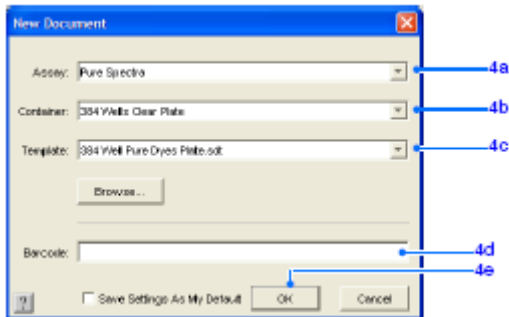 New Document
Assay: Pure Spectra 4a
Container: 384 Wells Clear Plate 4b
Template: 384 Well Pure Dyes Plate.sdt 4c
Browse...
Barcode: 4d
4e
? Save Settings As My Default OK Cancel